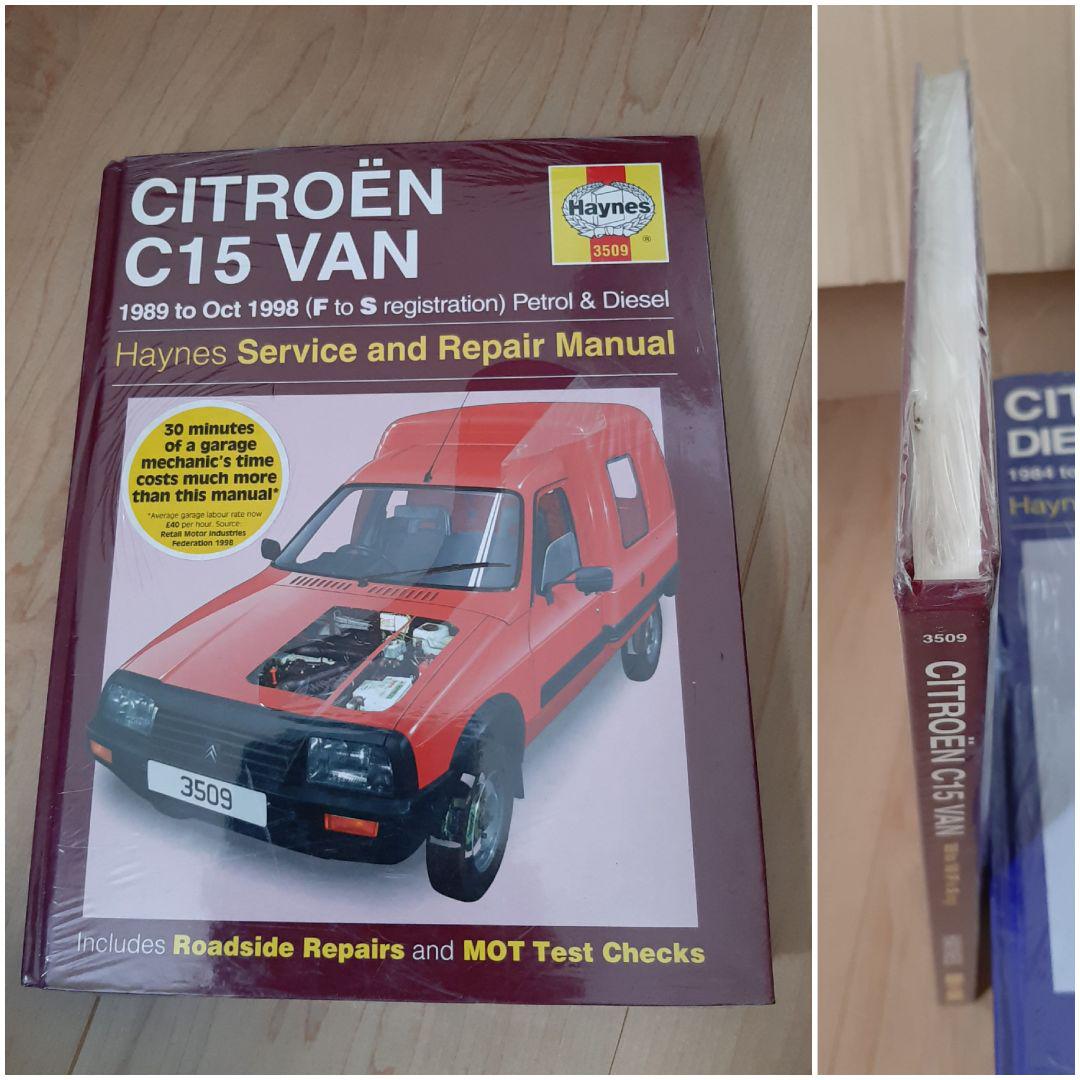 CITROËN
C15 VAN
Haynes
3509
®
1989 to Oct 1998 (F to S registration) Petrol & Diesel
Haynes Service and Repair Manual
30 minutes
of a garage
mechanic's time
costs much more
than this manual*
*Average garage labour rate now
£40 per hour. Source:
Retail Motor Industries
Federation 1998
3509
Includes Roadside Repairs and MOT Test Checks
3509
CITROËN C15 VAN
CIT
DIE
1984 to
Hayn